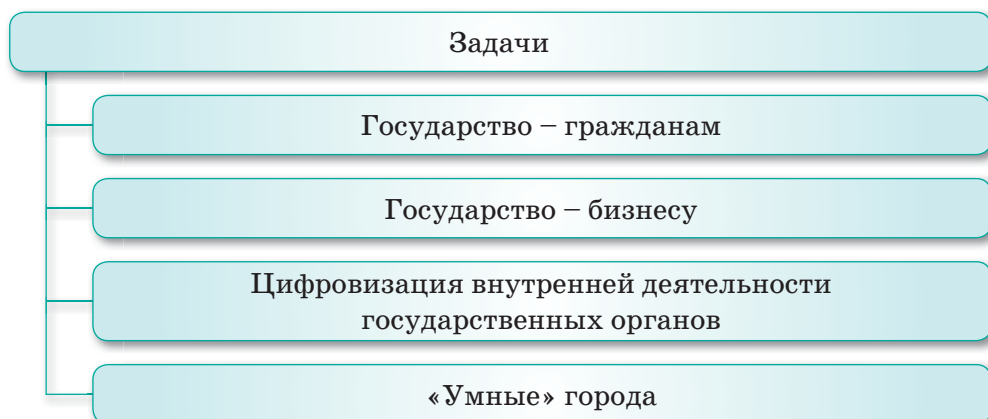 Задачи
Государство – гражданам
Государство – бизнесу
Цифровизация внутренней деятельности
государственных органов
«Умные» города